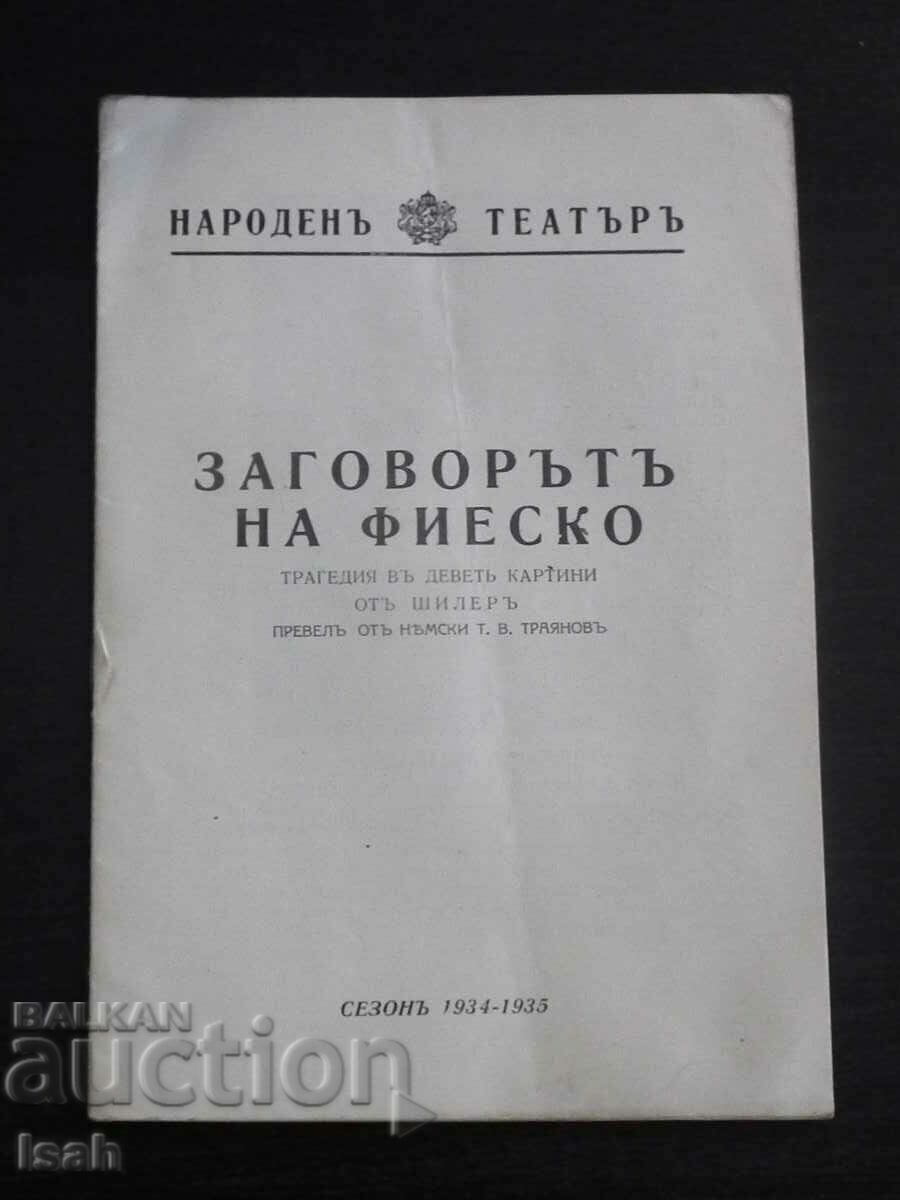 НАРОДЕНЪ ТЕАТЪРЪ
ЗАГОВОРЪТЪ
НА ФИЕСКО
ТРАГЕДИЯ ВЪ ДЕВЕТЬ КАРТИНИ
ОТЪ ШИЛЕРЪ
ПРЕВЕЛЪ ОТЪ НѢМСКИ Т. В. ТРАЯНОВЪ
СЕЗОНЪ 1934-1935
BALKAN
auction
Isah